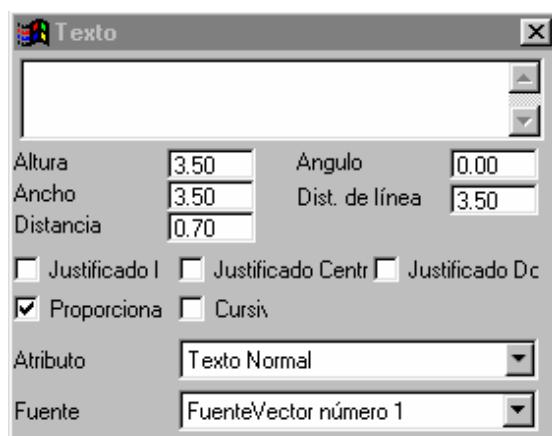 Texto
Altura 3.50 Angulo 0.00
Ancho 3.50 Dist. de línea 3.50
Distancia 0.70
Justificado I Justificado Centr Justificado Dc
Proporciona Cursiv
Atributo Texto Normal
Fuente FuenteVector número 1